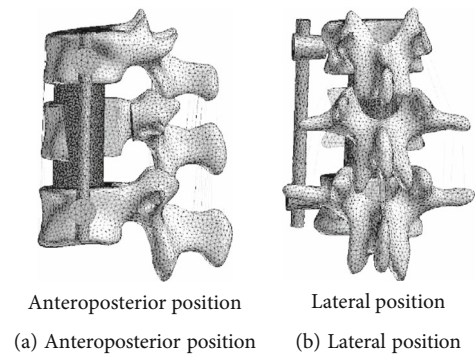 Anteroposterior position
Lateral position
(a) Anteroposterior position
(b) Lateral position